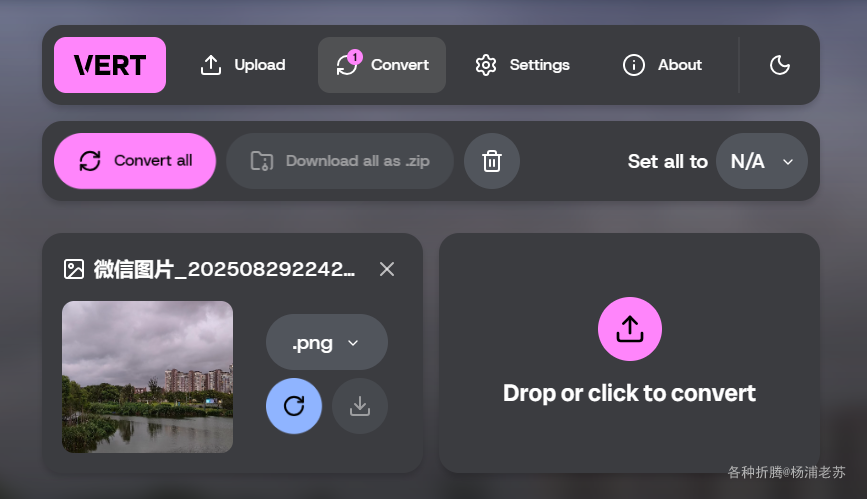 VERT
Upload
1
Convert
Settings
About
Convert all
Download all as .zip
Set all to
N/A
微信图片_202508292242...
.png
Drop or click to convert
各种折腾@杨浦老苏